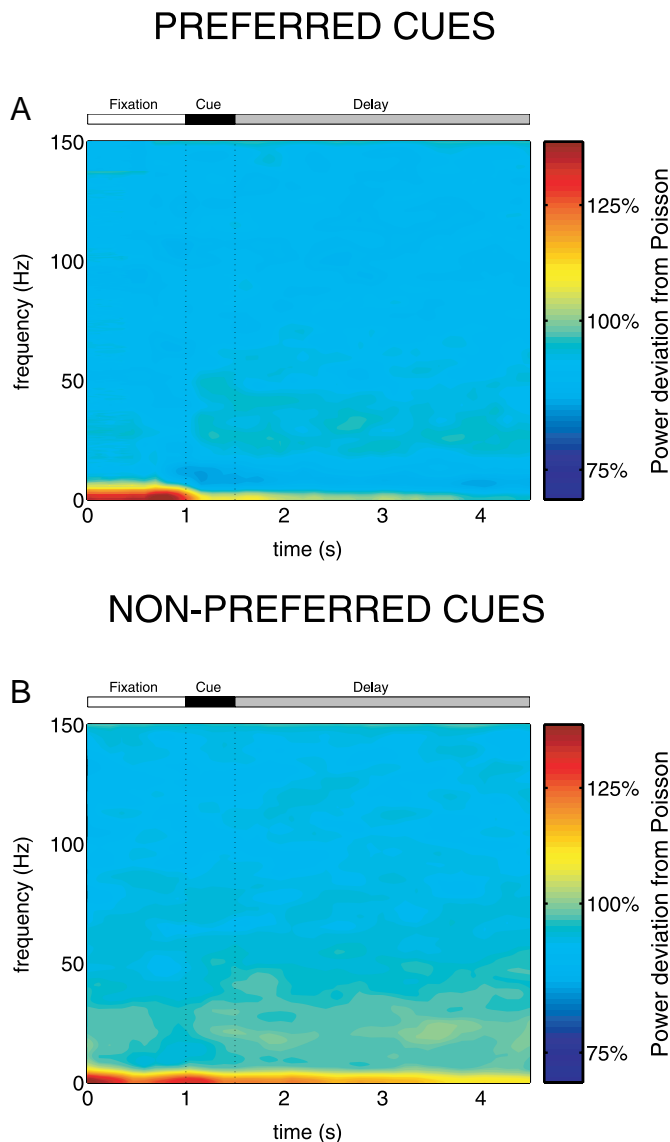 PREFERRED CUES
A
Fixation Cue Delay
150
100
50
0
frequency (Hz)
0 1 2 3 4
time (s)
125%
100%
75%
Power deviation from Poisson
NON-PREFERRED CUES
B
Fixation Cue Delay
150
100
50
0
frequency (Hz)
0 1 2 3 4
time (s)
125%
100%
75%
Power deviation from Poisson